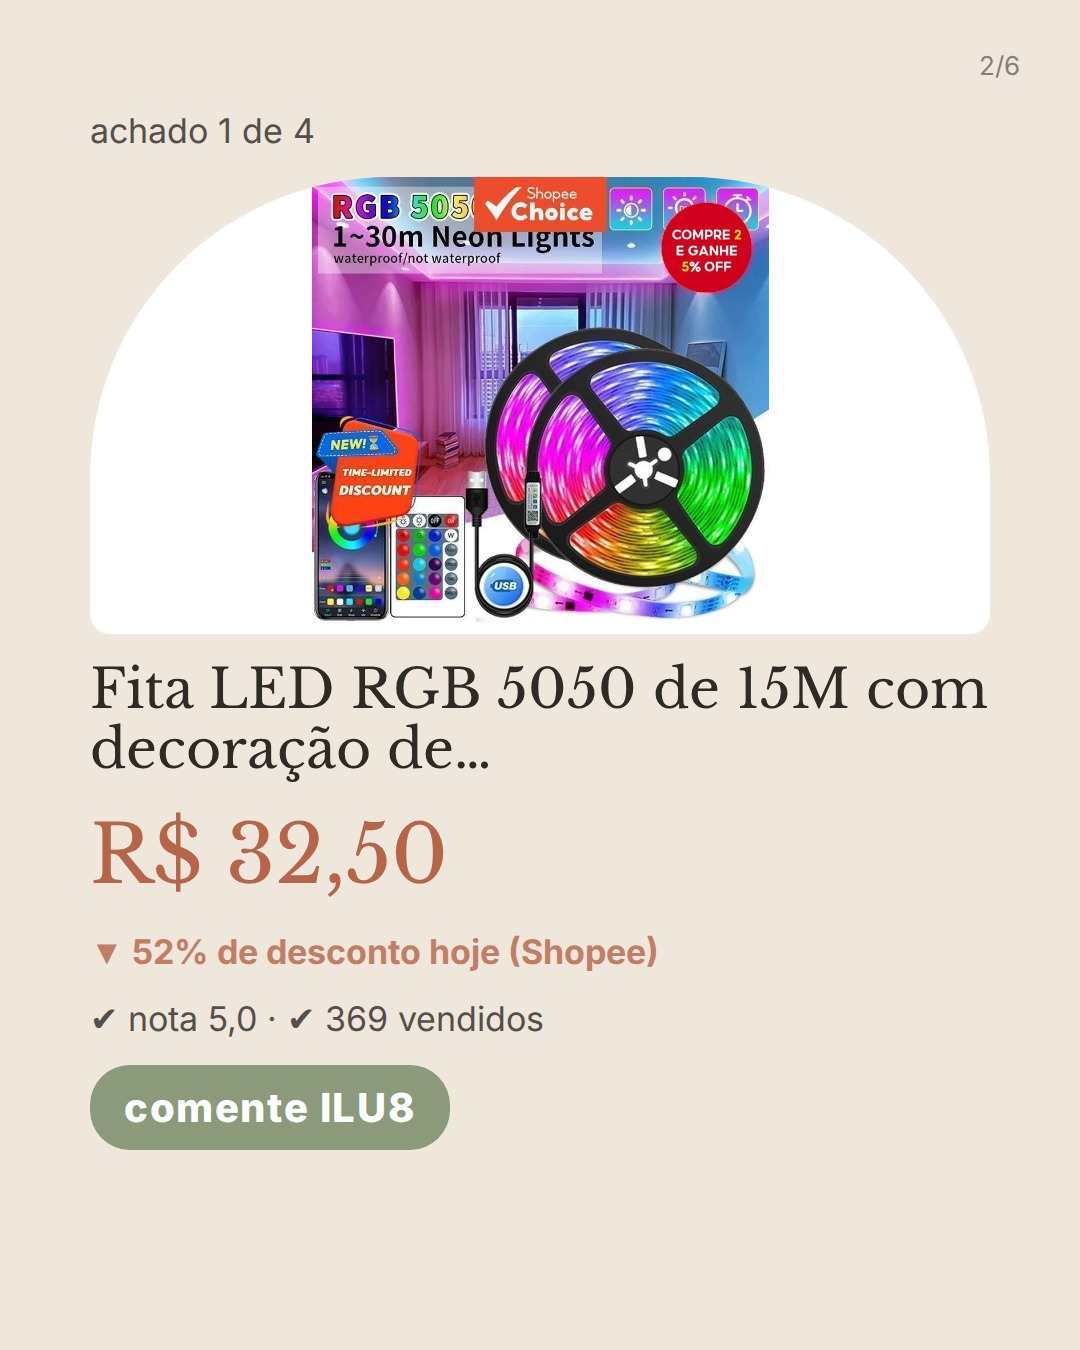 2/6
achado 1 de 4
RGB 505
Shopee
Choice
1~30m Neon Lights
waterproof/not waterproof
COMPRE 2
E GANHE
5% OFF
NEW!
TIME-LIMITED
DISCOUNT
OFF
W
USB
Fita LED RGB 5050 de 15M com
decoração de...
R$ 32,50
▼ 52% de desconto hoje (Shopee)
✔ nota 5,0 · ✔ 369 vendidos
comente ILU8